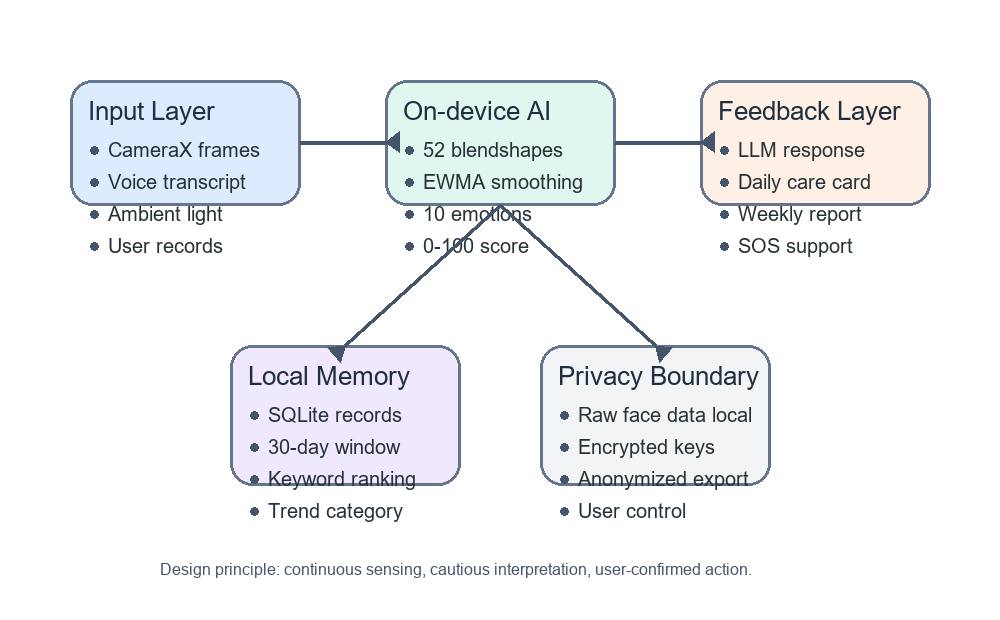 Input Layer
CameraX frames
Voice transcript
Ambient light
User records
On-device AI
52 blendshapes
EWMA smoothing
10 emotions
0-100 score
Feedback Layer
LLM response
Daily care card
Weekly report
SOS support
Local Memory
SQLite records
30-day window
Keyword ranking
Trend category
Privacy Boundary
Raw face data local
Encrypted keys
Anonymized export
User control
Design principle: continuous sensing, cautious interpretation, user-confirmed action.